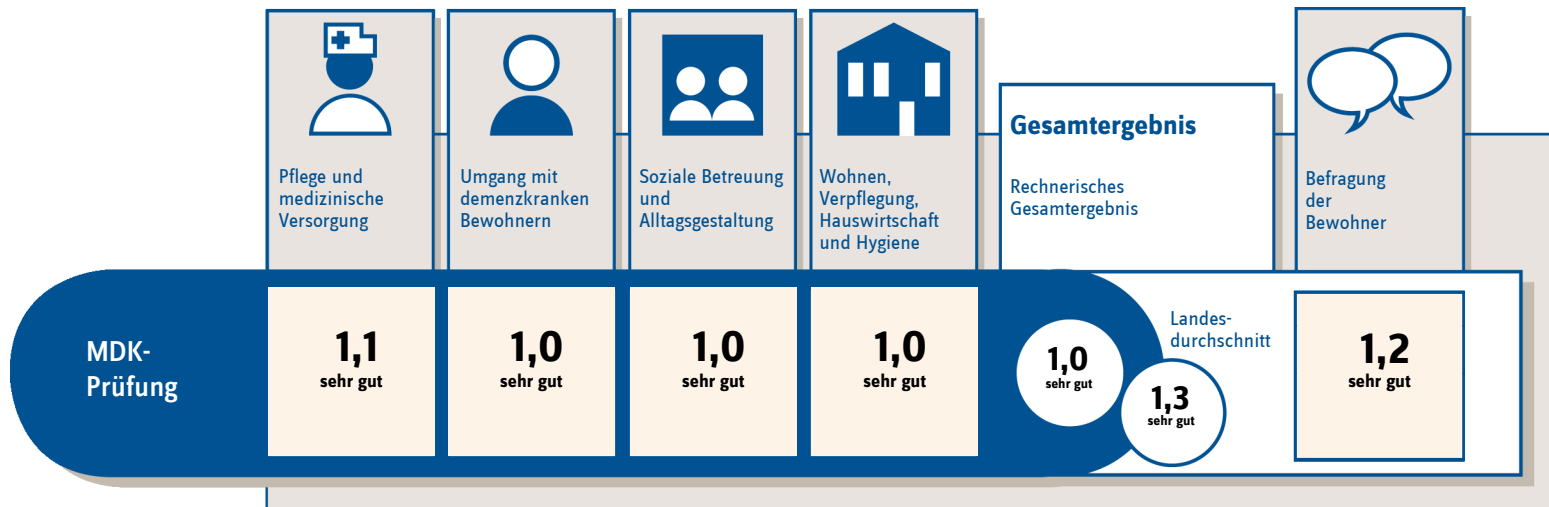 Pflege und
medizinische
Versorgung
Umgang mit
demenzkranken
Bewohnern
Soziale Betreuung
und
Alltagsgestaltung
Wohnen,
Verpflegung,
Hauswirtschaft
und Hygiene
Gesamtergebnis
Rechnerisches
Gesamtergebnis
Befragung
der
Bewohner
MDK-
Prüfung
1,1
sehr gut
1,0
sehr gut
1,0
sehr gut
1,0
sehr gut
1,0
sehr gut
Landes-
durchschnitt
1,3
sehr gut
1,2
sehr gut